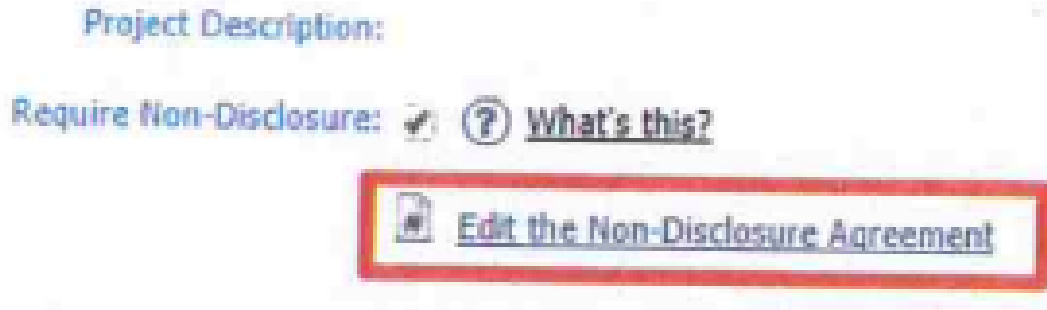 Project Description:
Require Non-Disclosure: ✔ ? What's this?
Edit the Non-Disclosure Agreement